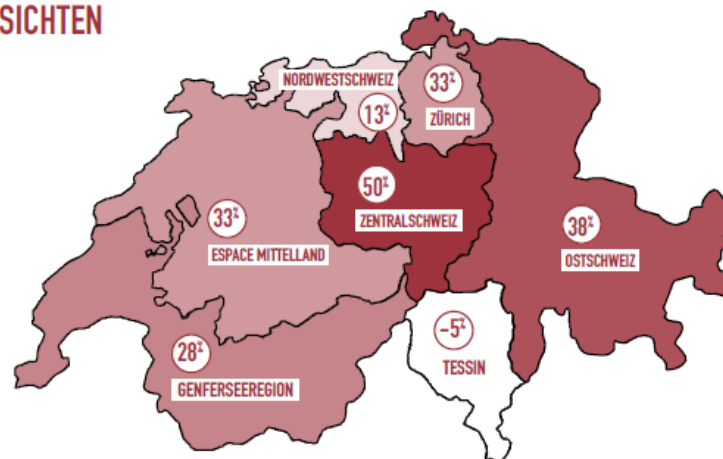 SICHTEN
NORDWESTSCHWEIZ
13%
33%
ZÜRICH
50%
ZENTRALSCHWEIZ
33%
ESPACE MITTELLAND
38%
OSTSCHWEIZ
28%
GENFERSEEREGION
-5%
TESSIN